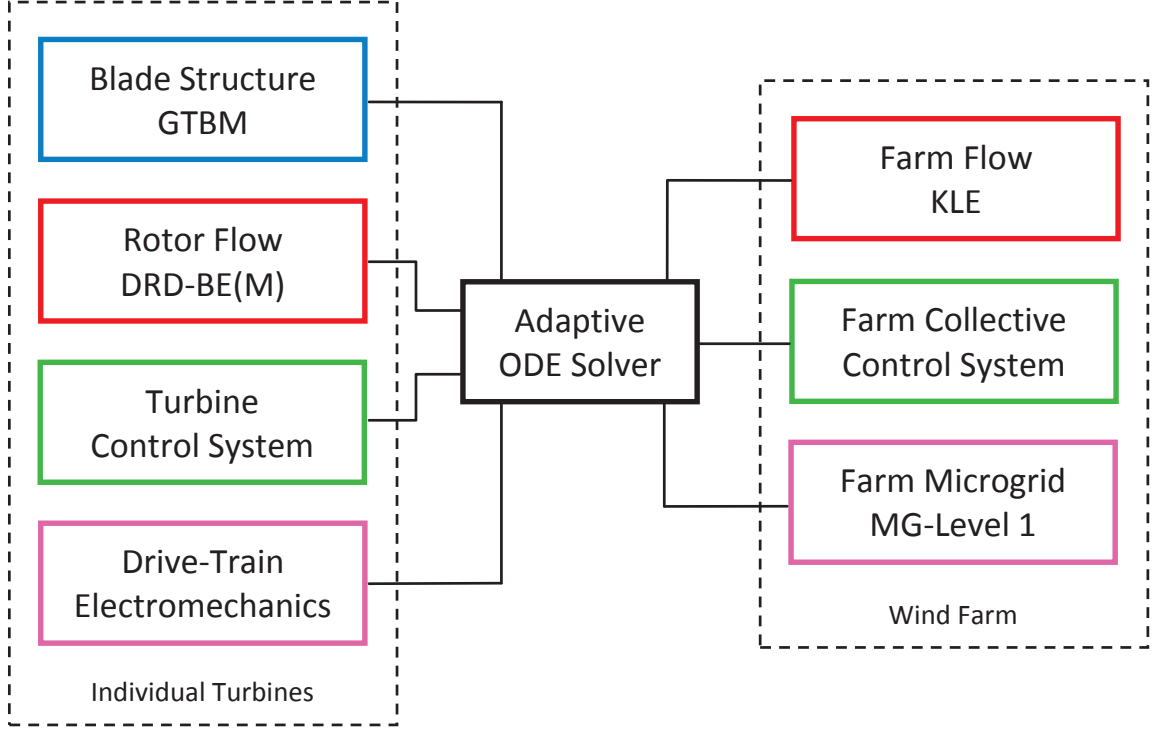 Blade Structure
GTBM
Rotor Flow
DRD-BE(M)
Turbine
Control System
Drive-Train
Electromechanics
Individual Turbines
Adaptive
ODE Solver
Farm Flow
KLE
Farm Collective
Control System
Farm Microgrid
MG-Level 1
Wind Farm